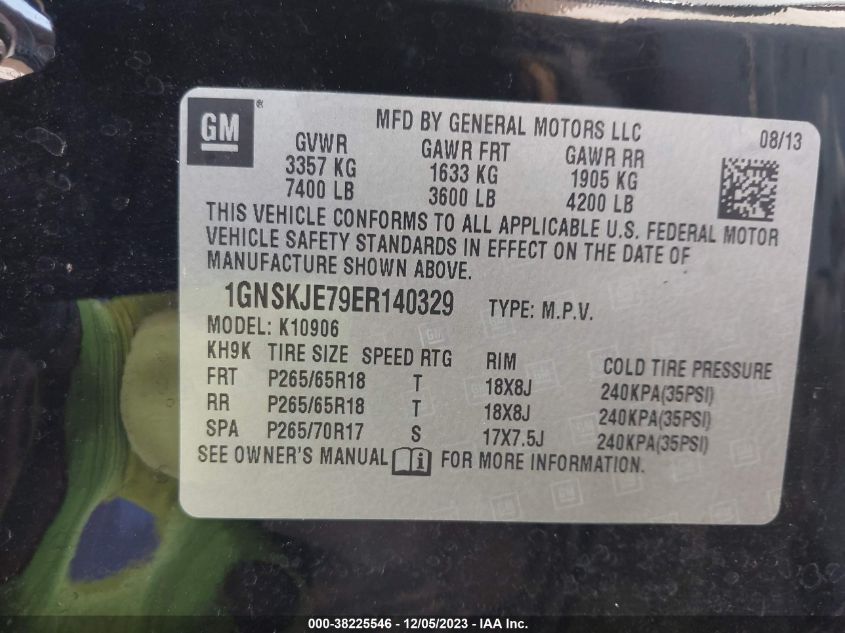 GM®
MFD BY GENERAL MOTORS LLC 08/13
GVWR GAWR FRT GAWR RR
3357 KG 1633 KG 1905 KG
7400 LB 3600 LB 4200 LB
THIS VEHICLE CONFORMS TO ALL APPLICABLE U.S. FEDERAL MOTOR
VEHICLE SAFETY STANDARDS IN EFFECT ON THE DATE OF
MANUFACTURE SHOWN ABOVE.
1GNSKJE79ER140329 TYPE: M.P.V.
MODEL: K10906
KH9K TIRE SIZE SPEED RTG RIM COLD TIRE PRESSURE
FRT P265/65R18 T 18X8J 240KPA(35PSI)
RR P265/65R18 T 18X8J 240KPA(35PSI)
SPA P265/70R17 S 17X7.5J 240KPA(35PSI)
SEE OWNER'S MANUAL i FOR MORE INFORMATION.
000-38225546 - 12/05/2023 - IAA Inc.